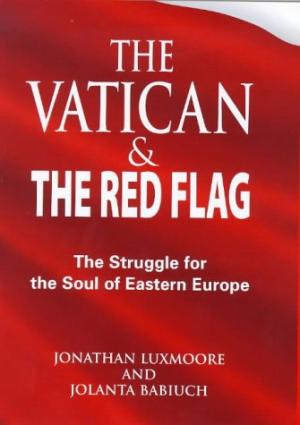 THE
VATICAN
&
THE RED FLAG
The Struggle for
the Soul of Eastern Europe
JONATHAN LUXMOORE
AND
JOLANTA BABIUCH